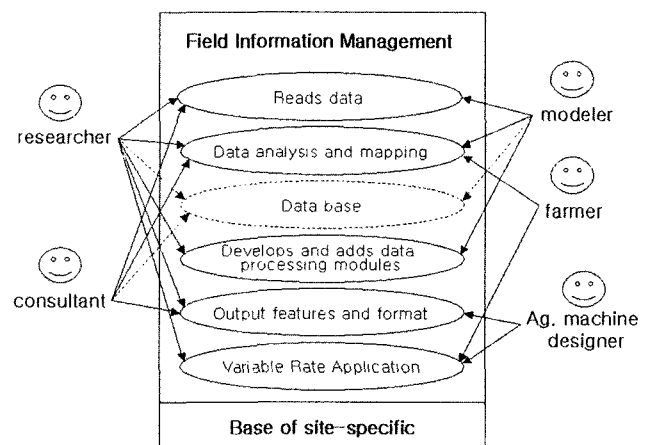 Field Information Management
Reads data
researcher
modeler
Data analysis and mapping
Data base
farmer
Develops and adds data
processing modules
consultant
Output features and format
Ag. machine
designer
Variable Rate Application
Base of site-specific